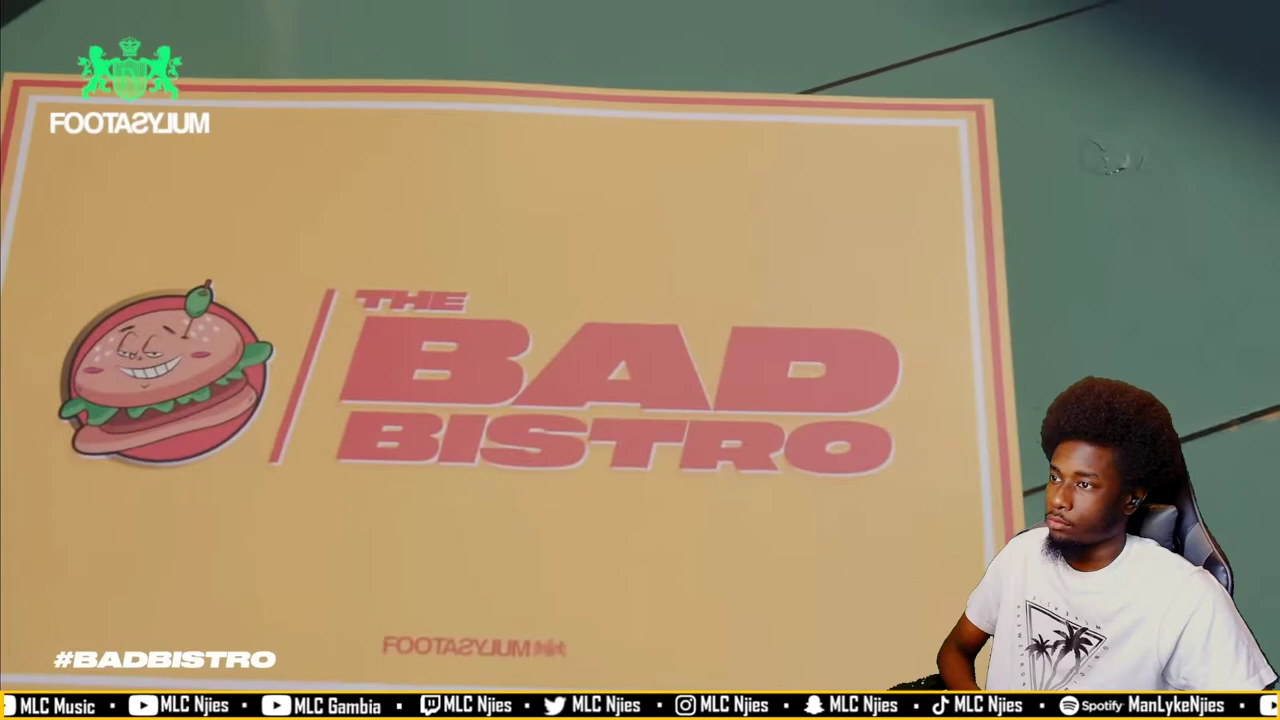 FOOTASYLUM
THE
BAD
BISTRO
FOOTASYLUM
#BADBISTRO
MLC Music · MLC Njies · MLC Gambia · MLC Njies · MLC Njies · MLC Njies · MLC Njies · MLC Njies · Spotify ManLykeNjies ·